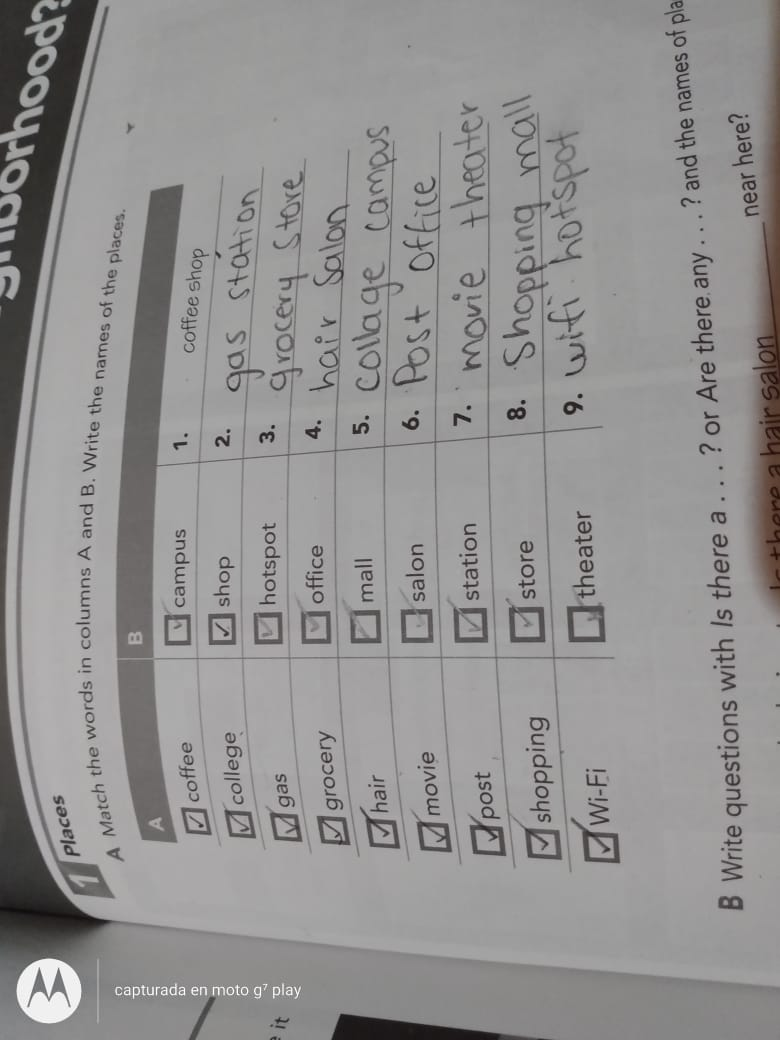 ghborhood?
1 Places
A Match the words in columns A and B. Write the names of the places.
A B
coffee campus 1. coffee shop
college shop 2. gas station
gas hotspot 3. grocery store
grocery office 4. hair salon
hair mall 5. collage campus
movie salon 6. Post office
post station 7. movie theater
shopping store 8. Shopping mall
Wi-Fi theater 9. wifi hotspot
B Write questions with Is there a . . . ? or Are there any . . . ? and the names of pla
Is there a hair salon near here?
it
capturada en moto g⁷ play